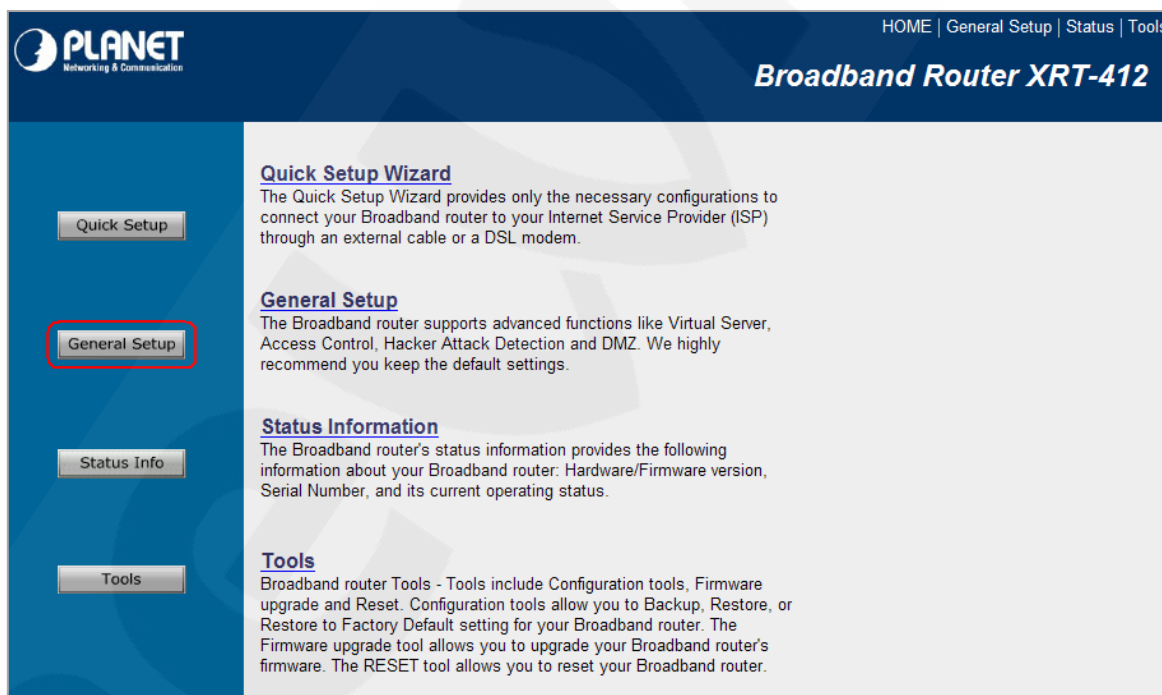 PLANET
Networking & Communication
HOME | General Setup | Status | Tools
Broadband Router XRT-412
Quick Setup
General Setup
Status Info
Tools
Quick Setup Wizard
The Quick Setup Wizard provides only the necessary configurations to
connect your Broadband router to your Internet Service Provider (ISP)
through an external cable or a DSL modem.
General Setup
The Broadband router supports advanced functions like Virtual Server,
Access Control, Hacker Attack Detection and DMZ. We highly
recommend you keep the default settings.
Status Information
The Broadband router's status information provides the following
information about your Broadband router: Hardware/Firmware version,
Serial Number, and its current operating status.
Tools
Broadband router Tools - Tools include Configuration tools, Firmware
upgrade and Reset. Configuration tools allow you to Backup, Restore, or
Restore to Factory Default setting for your Broadband router. The
Firmware upgrade tool allows you to upgrade your Broadband router's
firmware. The RESET tool allows you to reset your Broadband router.